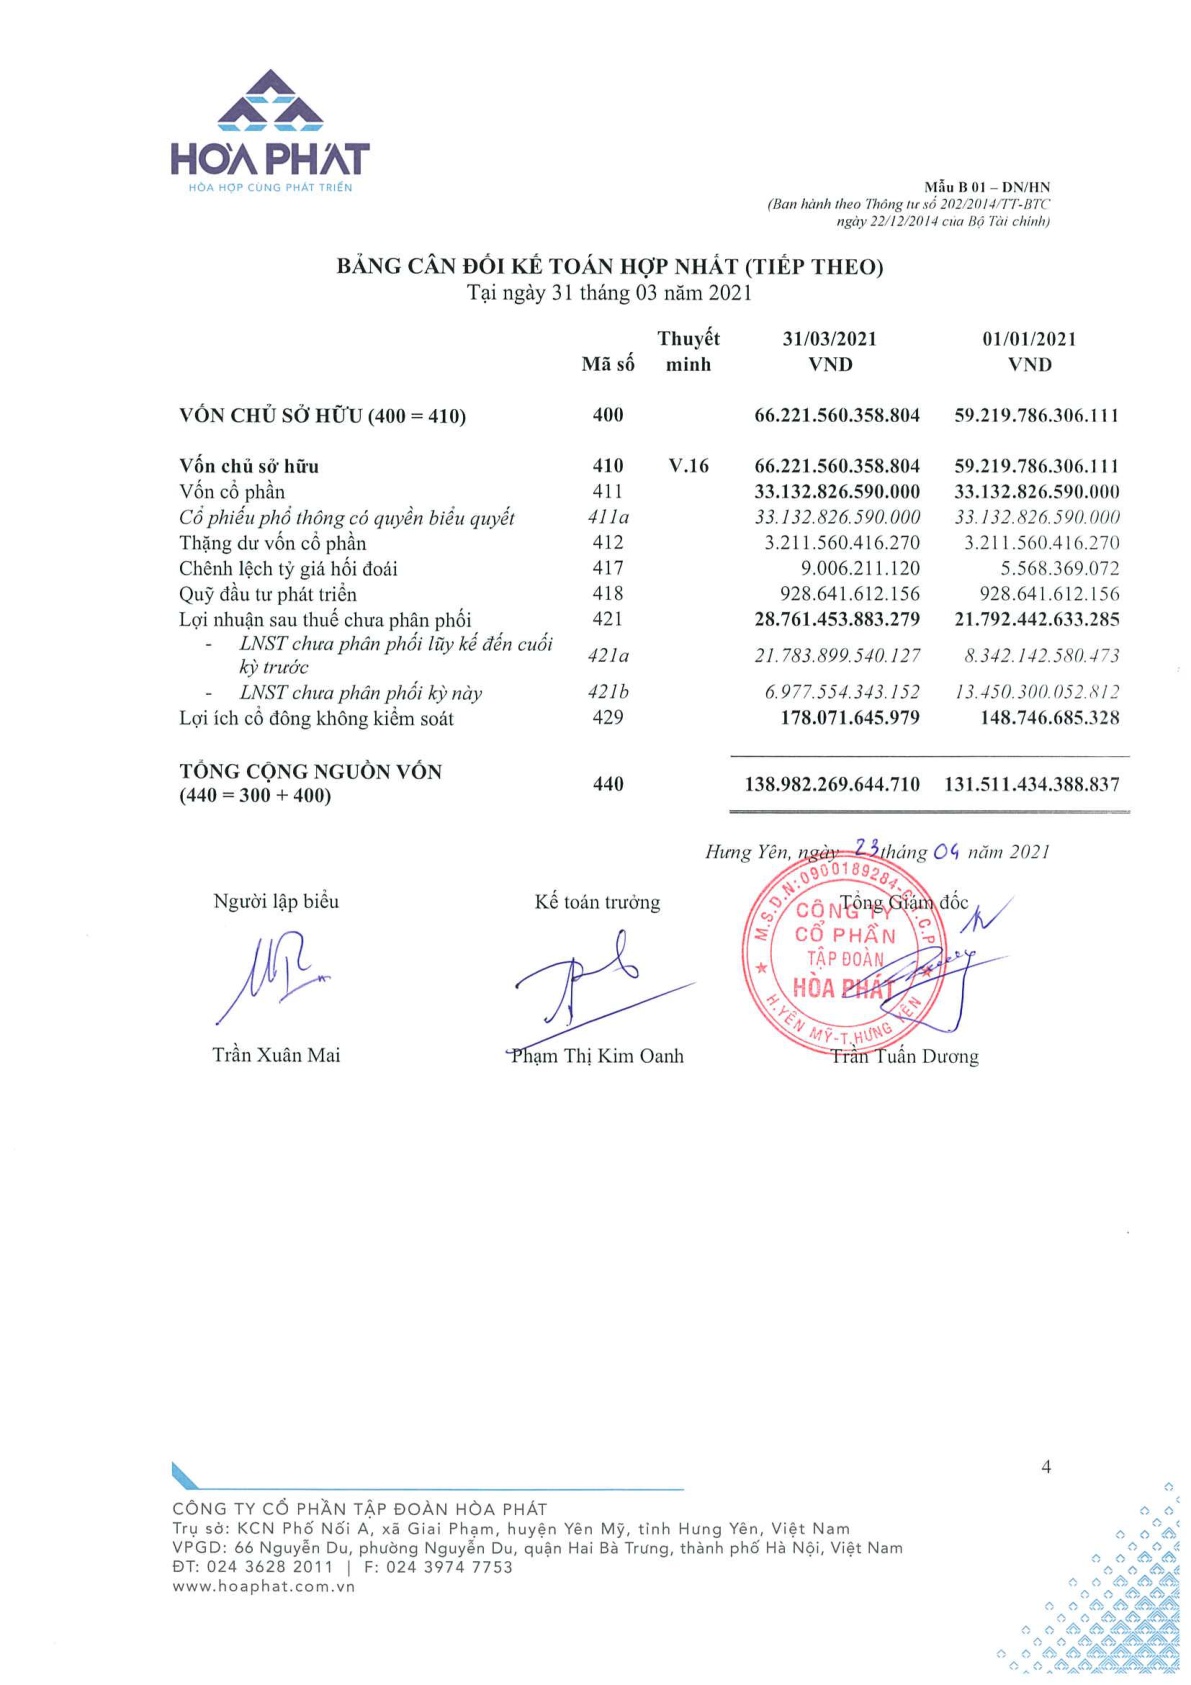 HÒA PHÁT
HÒA HỢP CÙNG PHÁT TRIỂN
Mẫu B 01 – DN/HN
(Ban hành theo Thông tư số 202/2014/TT-BTC
ngày 22/12/2014 của Bộ Tài chính)
BẢNG CÂN ĐỐI KẾ TOÁN HỢP NHẤT (TIẾP THEO)
Tại ngày 31 tháng 03 năm 2021
Thuyết 31/03/2021 01/01/2021
Mã số minh VND VND
VỐN CHỦ SỞ HỮU (400 = 410) 400 66.221.560.358.804 59.219.786.306.111
Vốn chủ sở hữu 410 V.16 66.221.560.358.804 59.219.786.306.111
Vốn cổ phần 411 33.132.826.590.000 33.132.826.590.000
Cổ phiếu phổ thông có quyền biểu quyết 411a 33.132.826.590.000 33.132.826.590.000
Thặng dư vốn cổ phần 412 3.211.560.416.270 3.211.560.416.270
Chênh lệch tỷ giá hối đoái 417 9.006.211.120 5.568.369.072
Quỹ đầu tư phát triển 418 928.641.612.156 928.641.612.156
Lợi nhuận sau thuế chưa phân phối 421 28.761.453.883.279 21.792.442.633.285
- LNST chưa phân phối lũy kế đến cuối
kỳ trước 421a 21.783.899.540.127 8.342.142.580.473
- LNST chưa phân phối kỳ này 421b 6.977.554.343.152 13.450.300.052.812
Lợi ích cổ đông không kiểm soát 429 178.071.645.979 148.746.685.328
TỔNG CỘNG NGUỒN VỐN
(440 = 300 + 400) 440 138.982.269.644.710 131.511.434.388.837
Hưng Yên, ngày 23 tháng 04 năm 2021
Người lập biểu Kế toán trưởng Tổng Giám đốc
M.S.D.N:0900189284-C.T.C.P
CÔNG TY
CỔ PHẦN
TẬP ĐOÀN
HÒA PHÁT
H.YÊN MỸ-T.HƯNG YÊN
Trần Xuân Mai Phạm Thị Kim Oanh Trần Tuấn Dương
4
CÔNG TY CỔ PHẦN TẬP ĐOÀN HÒA PHÁT
Trụ sở: KCN Phố Nối A, xã Giai Phạm, huyện Yên Mỹ, tỉnh Hưng Yên, Việt Nam
VPGD: 66 Nguyễn Du, phường Nguyễn Du, quận Hai Bà Trưng, thành phố Hà Nội, Việt Nam
ĐT: 024 3628 2011 | F: 024 3974 7753
www.hoaphat.com.vn